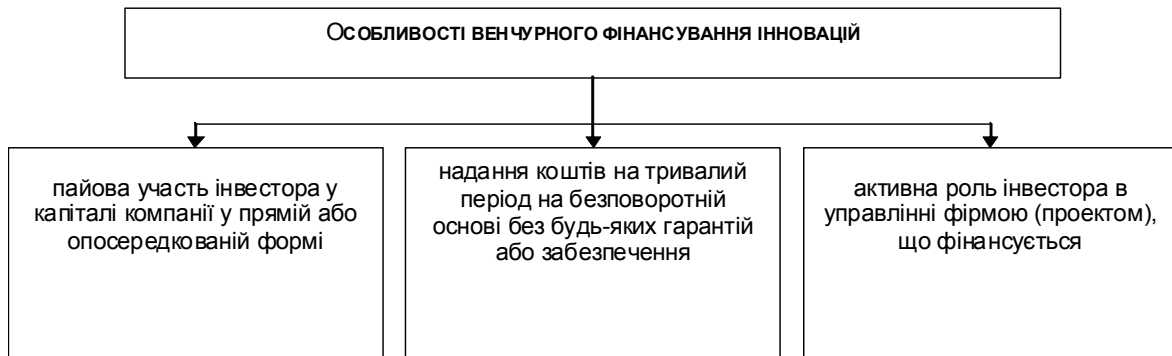 ОСОБЛИВОСТІ ВЕНЧУРНОГО ФІНАНСУВАННЯ ІННОВАЦІЙ
пайова участь інвестора у
капіталі компанії у прямій або
опосередкованій формі
надання коштів на тривалий
період на безповоротній
основі без будь-яких гарантій
або забезпечення
активна роль інвестора в
управлінні фірмою (проектом),
що фінансується